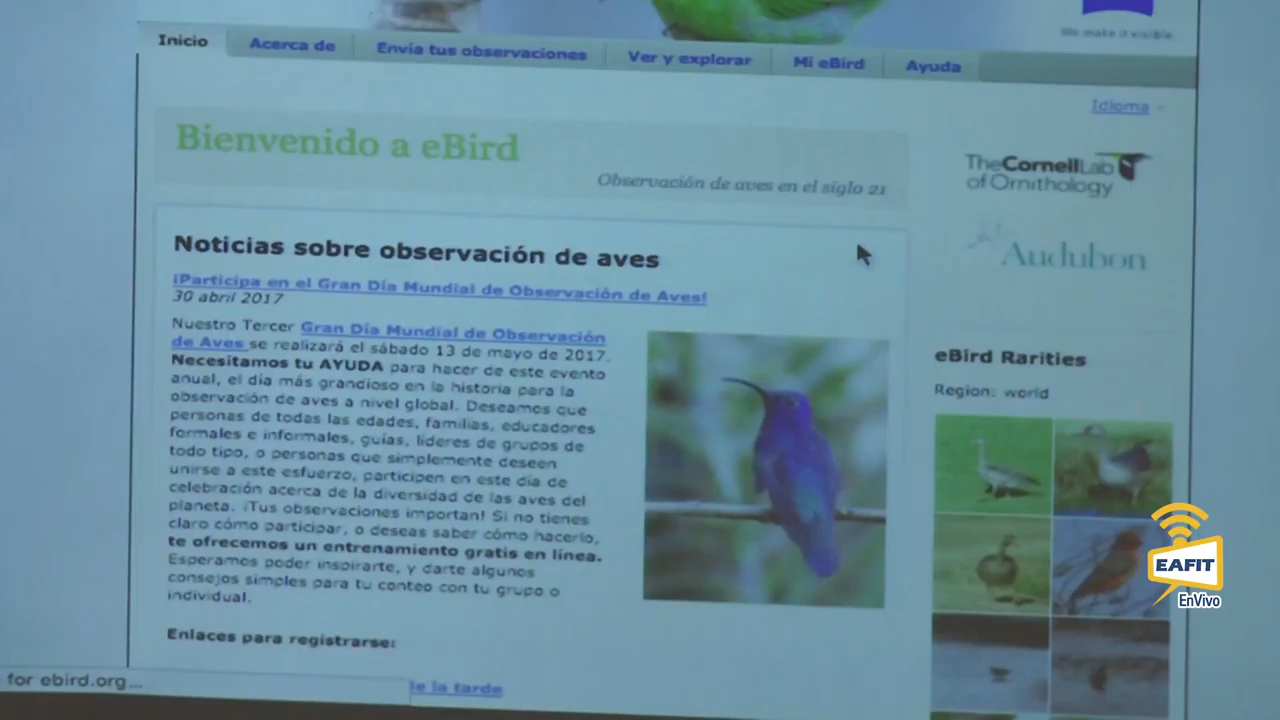 We make it visible.
Inicio
Acerca de
Envía tus observaciones
Ver y explorar
Mi eBird
Ayuda
Idioma
Bienvenido a eBird
Observación de aves en el siglo 21
TheCornellLab
of Ornithology
Audubon
Noticias sobre observación de aves
¡Participa en el Gran Día Mundial de Observación de Aves!
30 abril 2017
Nuestro Tercer Gran Día Mundial de Observación
de Aves se realizará el sábado 13 de mayo de 2017.
Necesitamos tu AYUDA para hacer de este evento
anual, el día más grandioso en la historia para la
observación de aves a nivel global. Deseamos que
personas de todas las edades, familias, educadores
formales e informales, guías, líderes de grupos de
todo tipo, o personas que simplemente deseen
unirse a este esfuerzo, participen en este día de
celebración acerca de la diversidad de las aves del
planeta. ¡Tus observaciones importan! Si no tienes
claro cómo participar, o deseas saber cómo hacerlo,
te ofrecemos un entrenamiento gratis en línea.
Esperamos poder inspirarte, y darte algunos
consejos simples para tu conteo con tu grupo o
individual.
Enlaces para registrarse:
de la tarde
eBird Rarities
Region: world
for ebird.org...
EAFIT
EnVivo